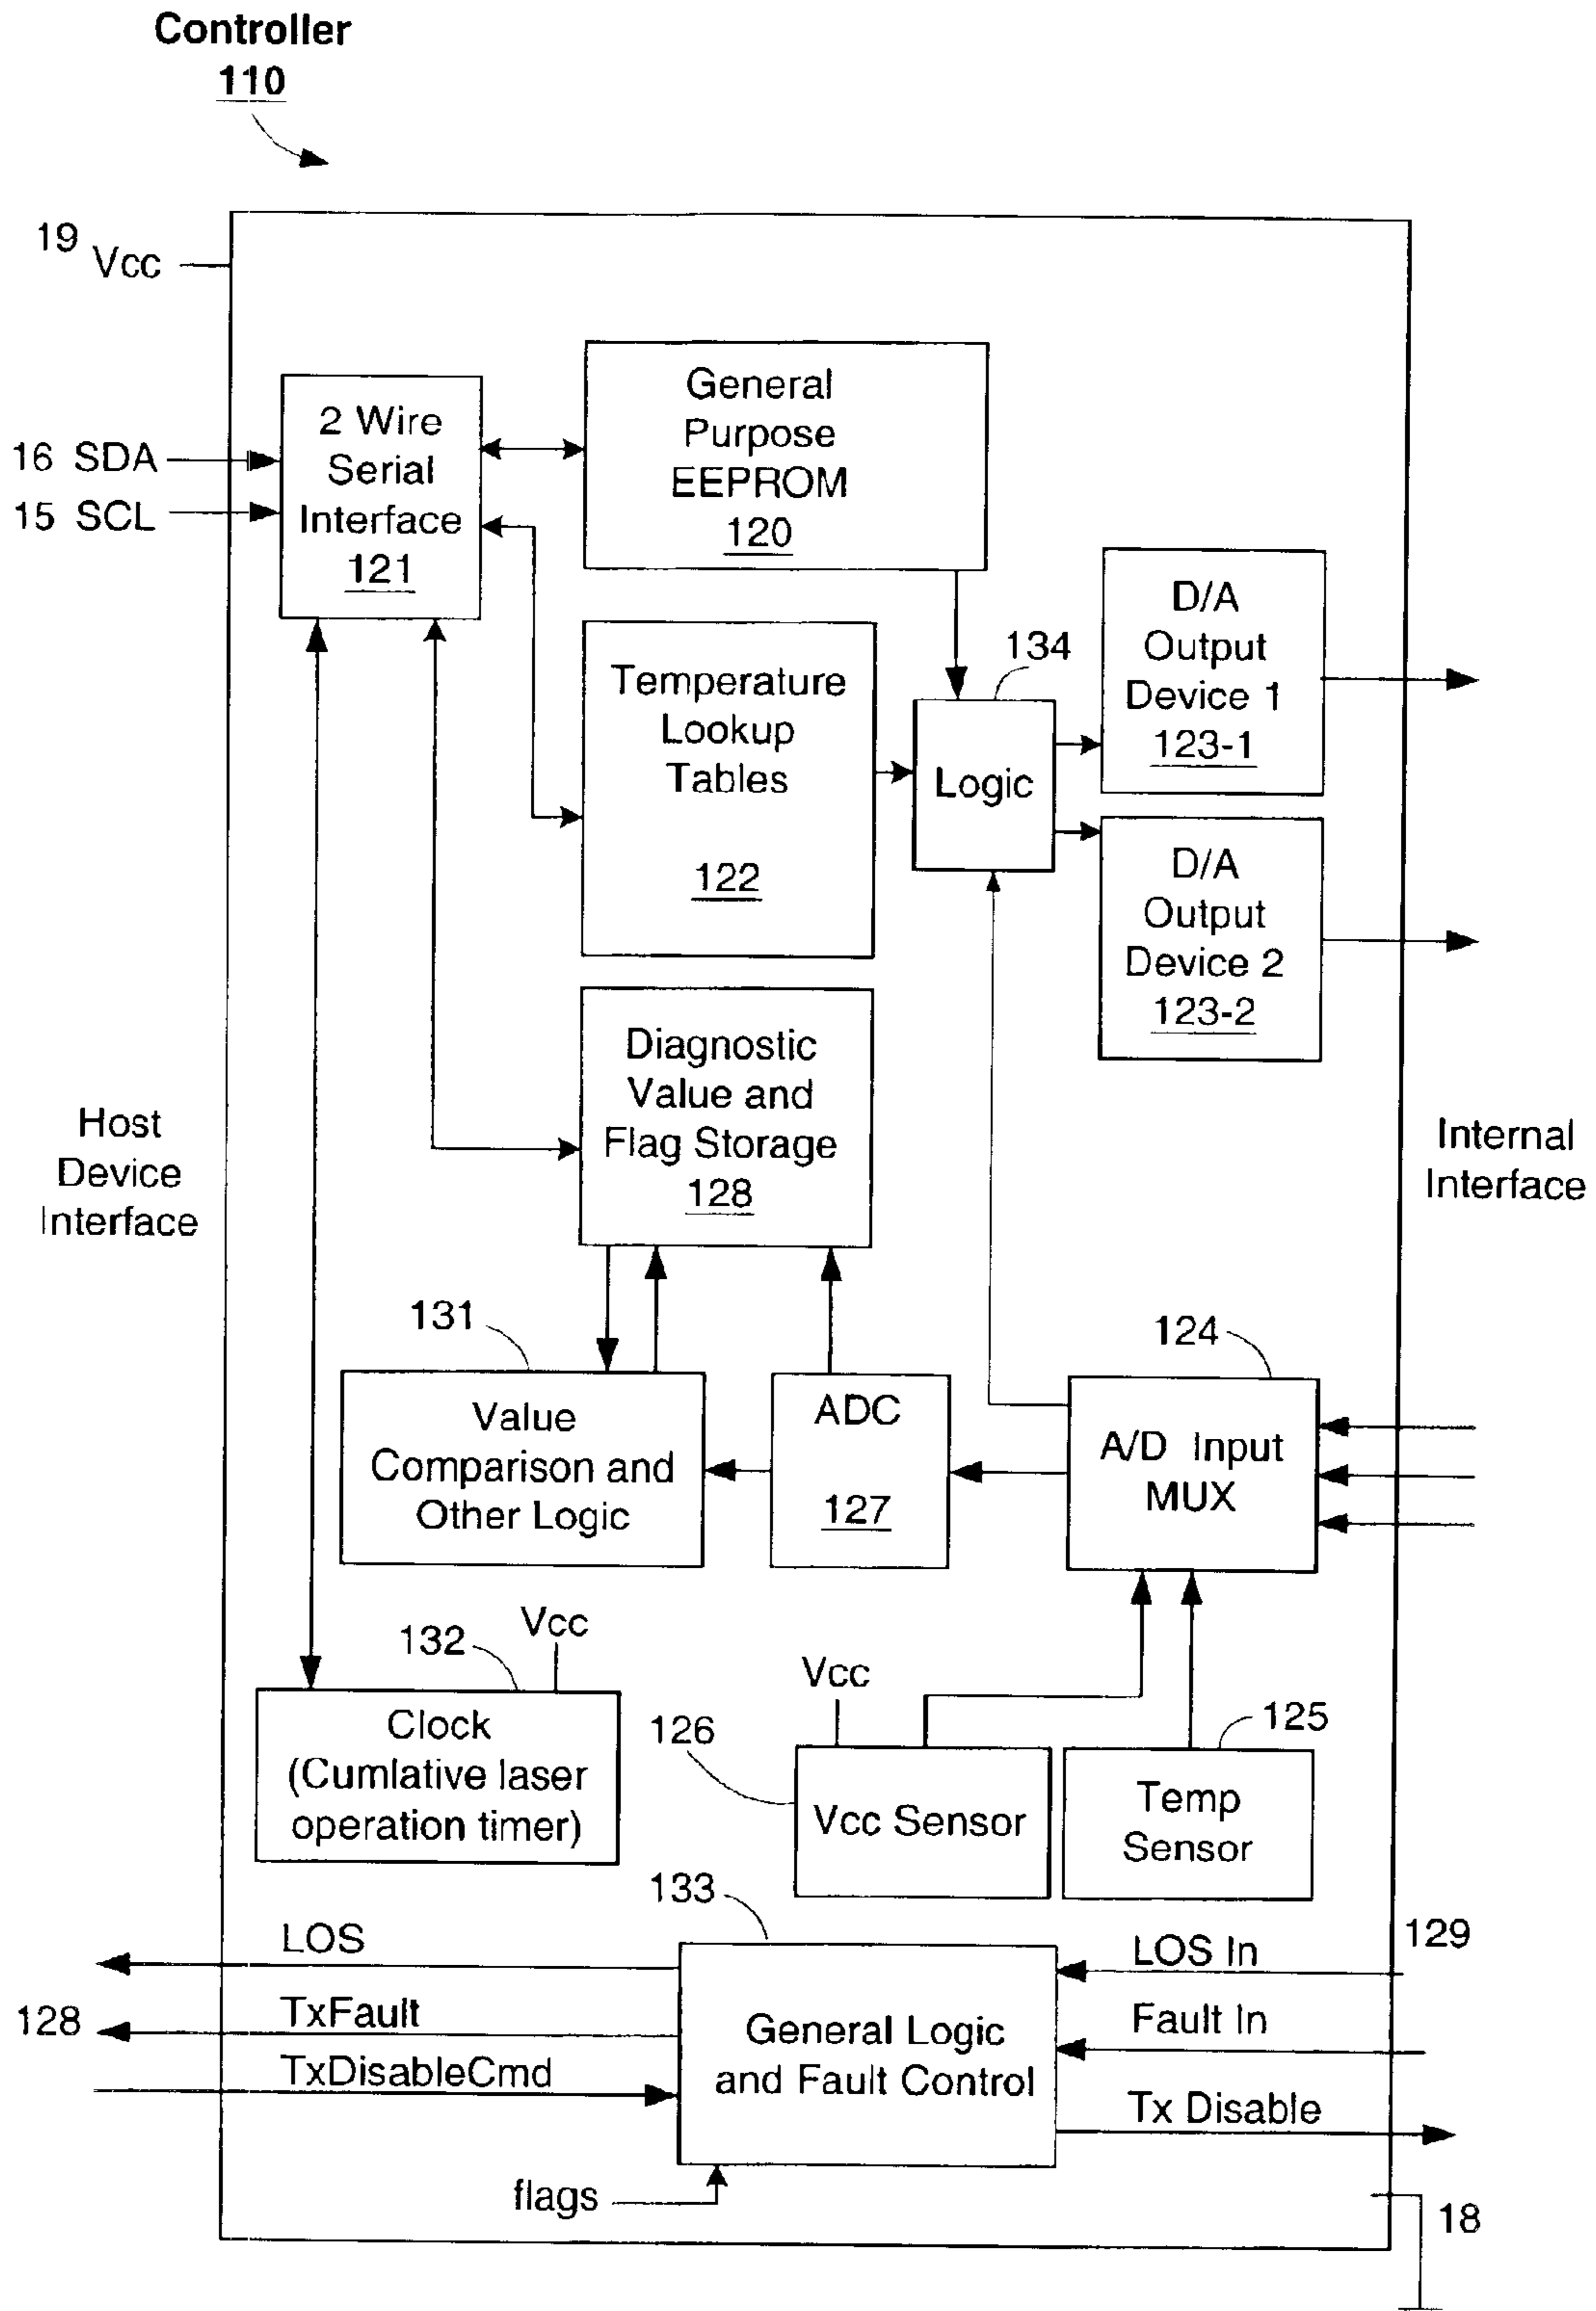 Controller
110
19
Vcc
General
Purpose
EEPROM
120
2 Wire
Serial
Interface
121
16 SDA
15 SCL
D/A
Output
Device 1
123-1
134
Temperature
Lookup
Tables
122
Logic
D/A
Output
Device 2
123-2
Diagnostic
Value and
Flag Storage
128
Host
Device
Interface
Internal
Interface
131
124
Value
Comparison and
Other Logic
ADC
127
A/D Input
MUX
132
Vcc
Clock
(Cumlative laser
operation timer)
Vcc
126
Vcc Sensor
125
Temp
Sensor
133
LOS
LOS In
129
128
TxFault
Fault In
General Logic
and Fault Control
TxDisableCmd
Tx Disable
flags
18